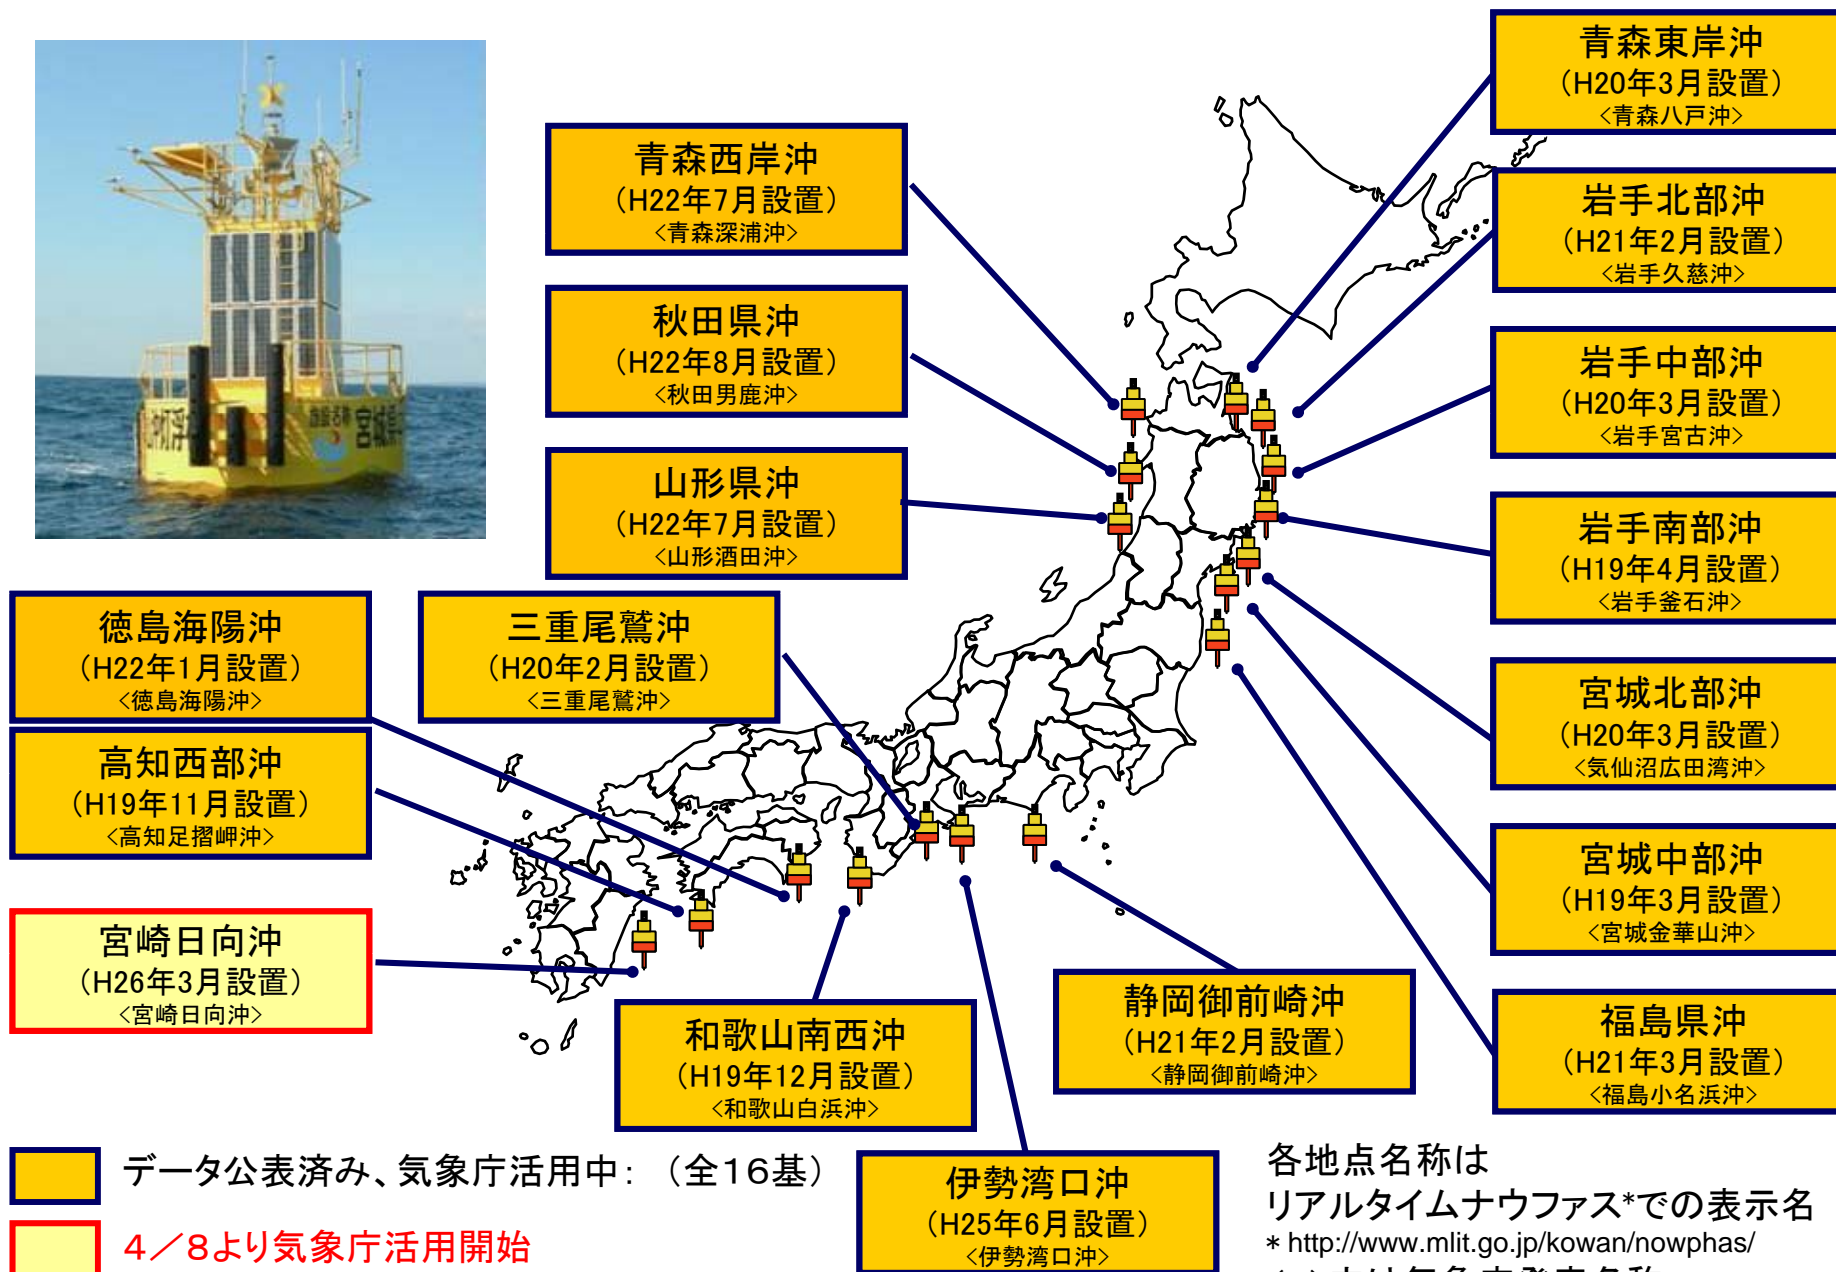 青森東岸沖
（H20年3月設置）
<青森八戸沖>
青森西岸沖
（H22年7月設置）
<青森深浦沖>
岩手北部沖
（H21年2月設置）
<岩手久慈沖>
秋田県沖
（H22年8月設置）
<秋田男鹿沖>
岩手中部沖
（H20年3月設置）
<岩手宮古沖>
山形県沖
（H22年7月設置）
<山形酒田沖>
岩手南部沖
（H19年4月設置）
<岩手釜石沖>
徳島海陽沖
（H22年1月設置）
<徳島海陽沖>
三重尾鷲沖
（H20年2月設置）
<三重尾鷲沖>
宮城北部沖
（H20年3月設置）
<気仙沼広田湾沖>
高知西部沖
（H19年11月設置）
<高知足摺岬沖>
宮城中部沖
（H19年3月設置）
<宮城金華山沖>
宮崎日向沖
（H26年3月設置）
<宮崎日向沖>
静岡御前崎沖
（H21年2月設置）
<静岡御前崎沖>
福島県沖
（H21年3月設置）
<福島小名浜沖>
和歌山南西沖
（H19年12月設置）
<和歌山白浜沖>
伊勢湾口沖
（H25年6月設置）
<伊勢湾口沖>
データ公表済み、気象庁活用中：（全16基）
4／8より気象庁活用開始
各地点名称は
リアルタイムナウファス*での表示名
* http://www.mlit.go.jp/kowan/nowphas/